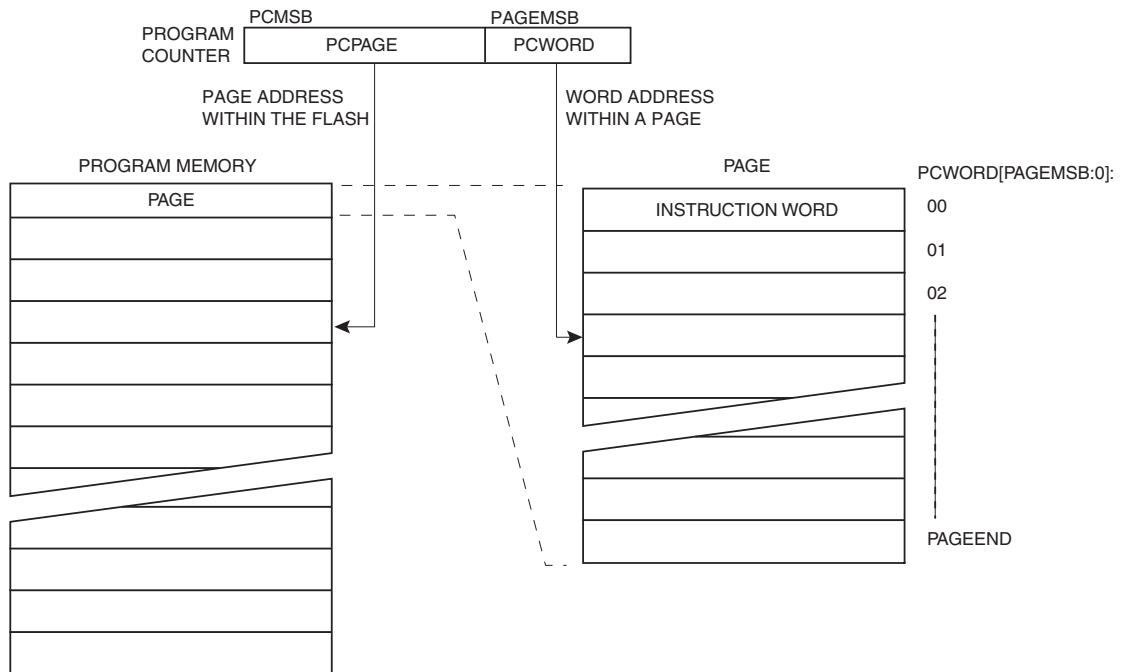 PCMSB
PAGEMSB
PROGRAM
COUNTER
PCPAGE
PCWORD
PAGE ADDRESS
WITHIN THE FLASH
WORD ADDRESS
WITHIN A PAGE
PROGRAM MEMORY
PAGE
PAGE
PCWORD[PAGEMSB:0]:
INSTRUCTION WORD
00
01
02
PAGEEND